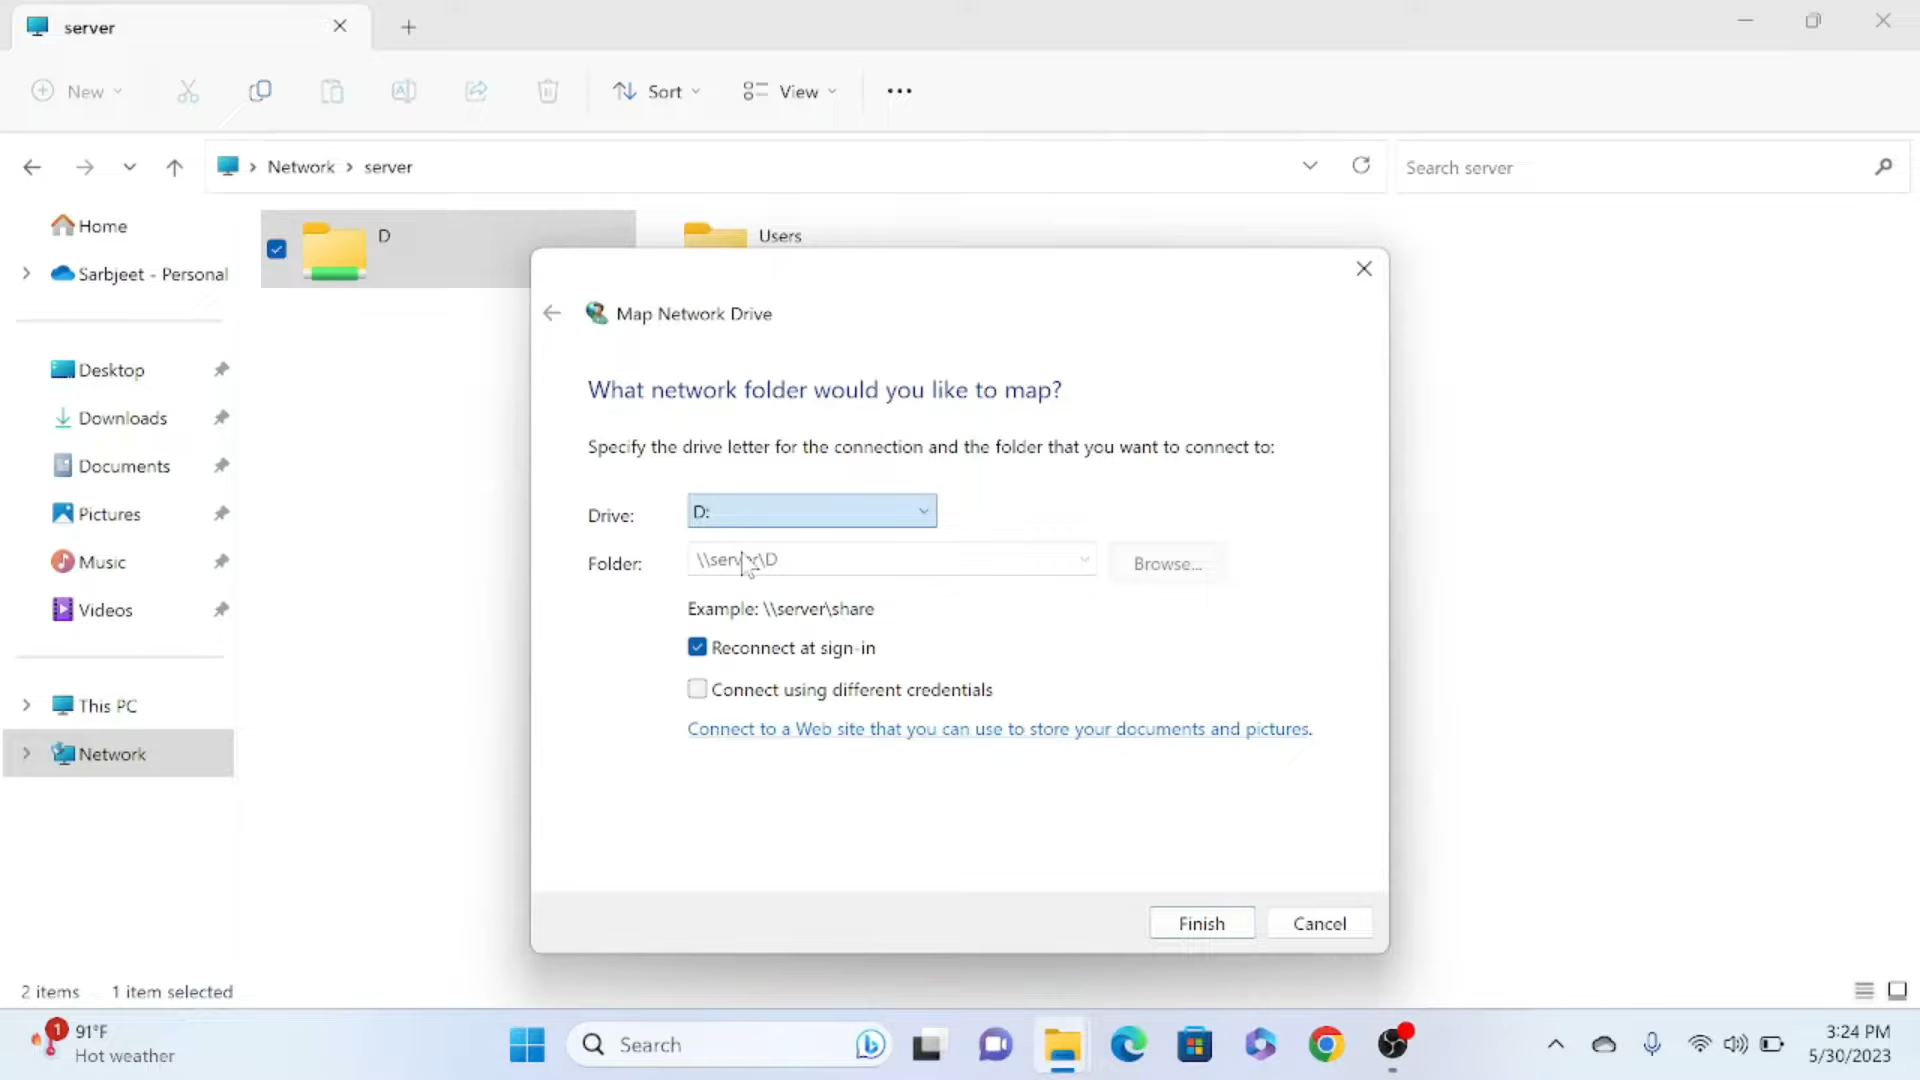 server
New
Sort
View
Network
server
Search server
Home
D
Users
Sarbjeet - Personal
Map Network Drive
Desktop
What network folder would you like to map?
Downloads
Specify the drive letter for the connection and the folder that you want to connect to:
Documents
Pictures
Drive:
D:
Music
Folder:
\\server\D
Browse...
Videos
Example: \\server\share
Reconnect at sign-in
Connect using different credentials
This PC
Connect to a Web site that you can use to store your documents and pictures.
Network
Finish
Cancel
2 items
1 item selected
1
91°F
Hot weather
Search
3:24 PM
5/30/2023